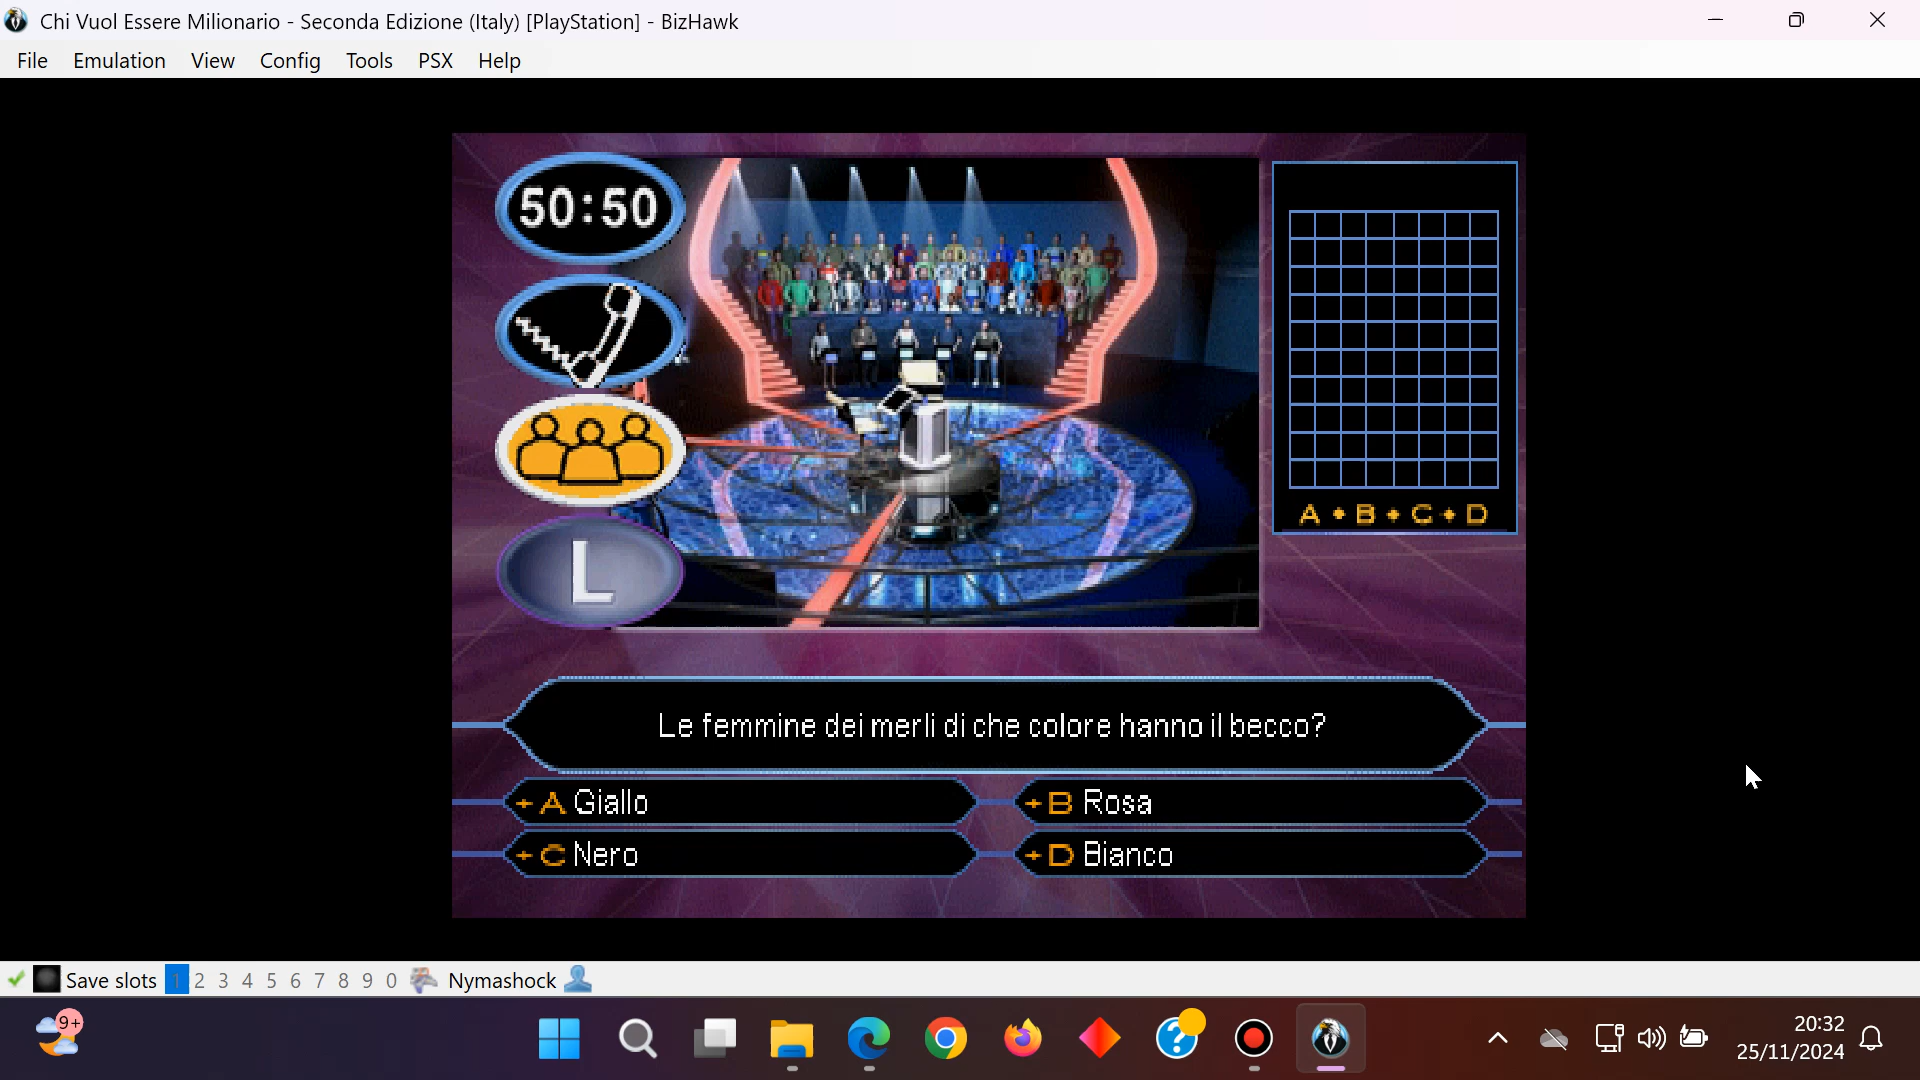 Chi Vuol Essere Milionario - Seconda Edizione (Italy) [PlayStation] - BizHawk
File Emulation View Config Tools PSX Help
50:50
L
A B C D
Le femmine dei merli di che colore hanno il becco?
A Giallo
B Rosa
C Nero
D Bianco
Save slots 1 2 3 4 5 6 7 8 9 0 Nymashock
9+
20:32
25/11/2024